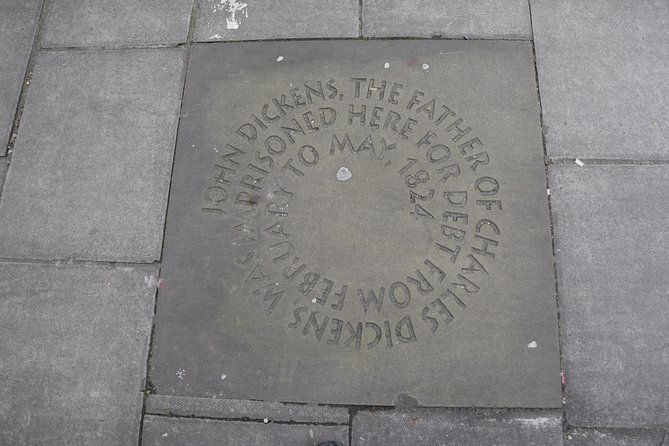 JOHN DICKENS, THE FATHER OF CHARLES DICKENS WAS IMPRISONED HERE FOR DEBT FROM FEBRUARY TO MAY, 1824